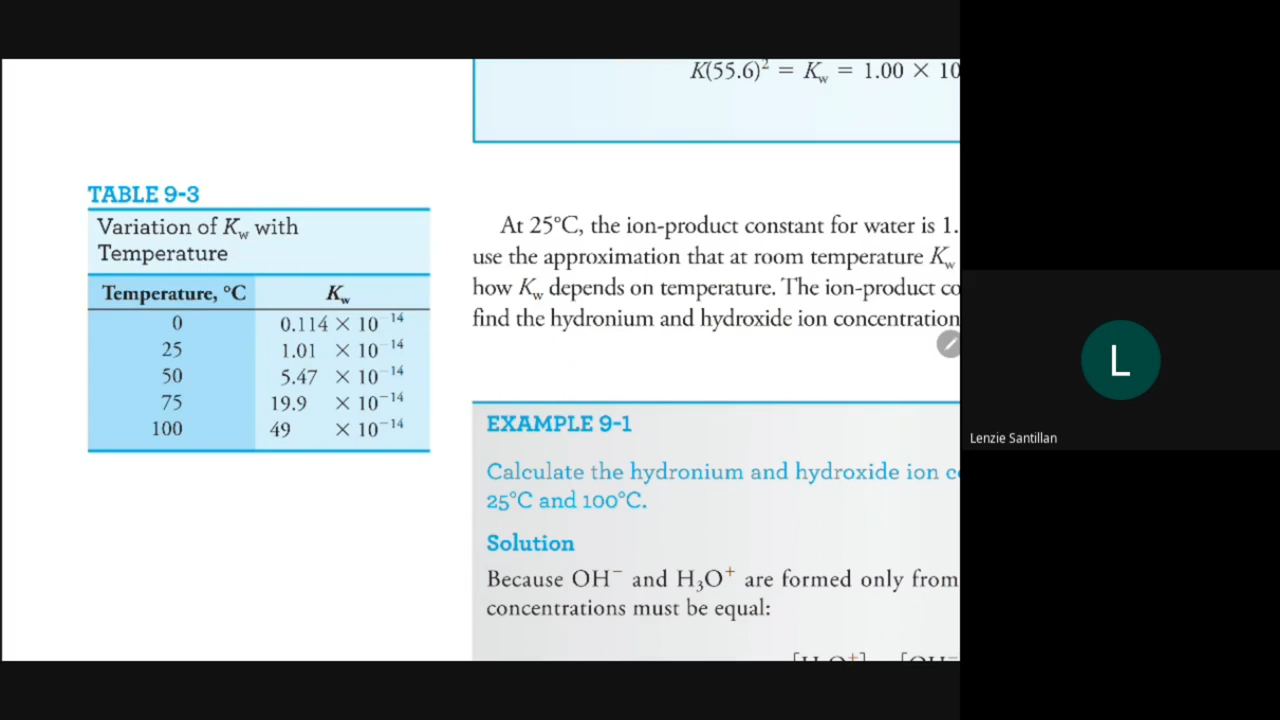 K(55.6)² = Kw = 1.00 × 10
TABLE 9-3
Variation of Kw with
Temperature
Temperature, °C Kw
0 0.114 × 10⁻¹⁴
25 1.01 × 10⁻¹⁴
50 5.47 × 10⁻¹⁴
75 19.9 × 10⁻¹⁴
100 49 × 10⁻¹⁴
At 25°C, the ion-product constant for water is 1.
use the approximation that at room temperature Kw
how Kw depends on temperature. The ion-product co
find the hydronium and hydroxide ion concentration
EXAMPLE 9-1
Calculate the hydronium and hydroxide ion c
25°C and 100°C.
Solution
Because OH⁻ and H₃O⁺ are formed only from
concentrations must be equal:
L
Lenzie Santillan